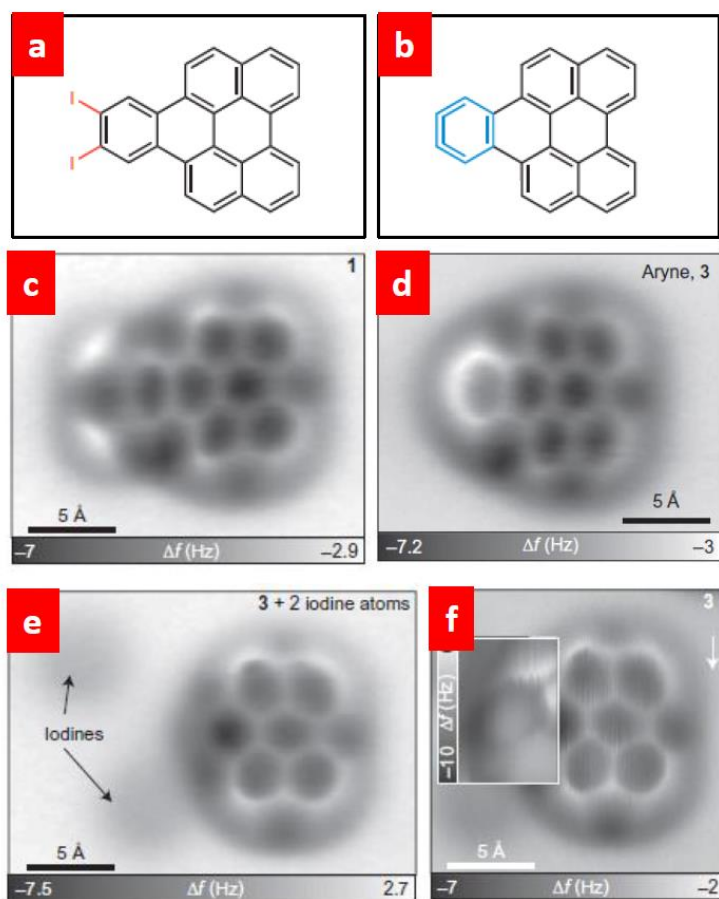 a
b
I
I
c
1
5 Å
–7 Δf (Hz) –2.9
d
Aryne, 3
5 Å
–7.2 Δf (Hz) –3
e
3 + 2 iodine atoms
Iodines
5 Å
–7.5 Δf (Hz) 2.7
f
3
–10 Δf (Hz)
5 Å
–7 Δf (Hz) –2